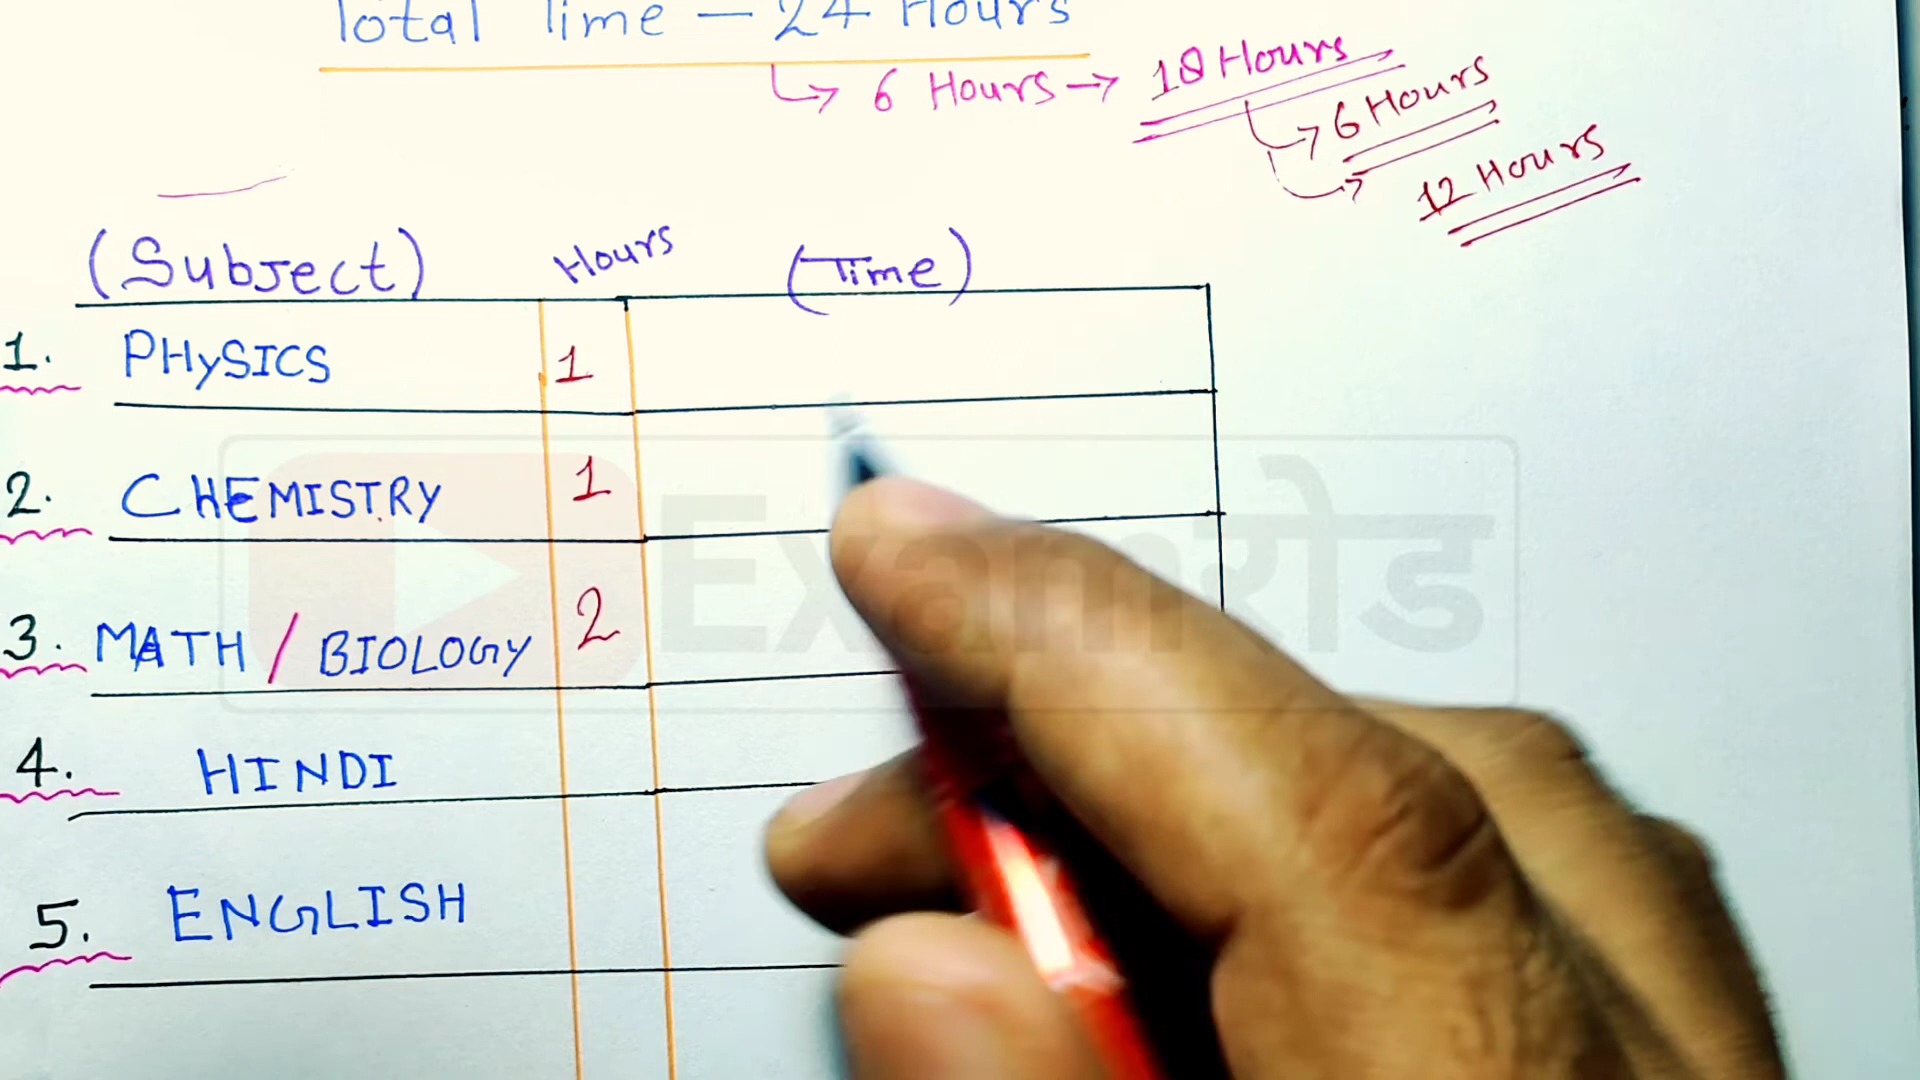 Total Time - 24 Hours
6 Hours → 18 Hours
6 Hours
12 Hours
(Subject) Hours (Time)
1. PHySICS 1
2. CHEMISTRY 1
Examरोड
3. MATH / BIOLOGY 2
4. HINDI
5. ENGLISH